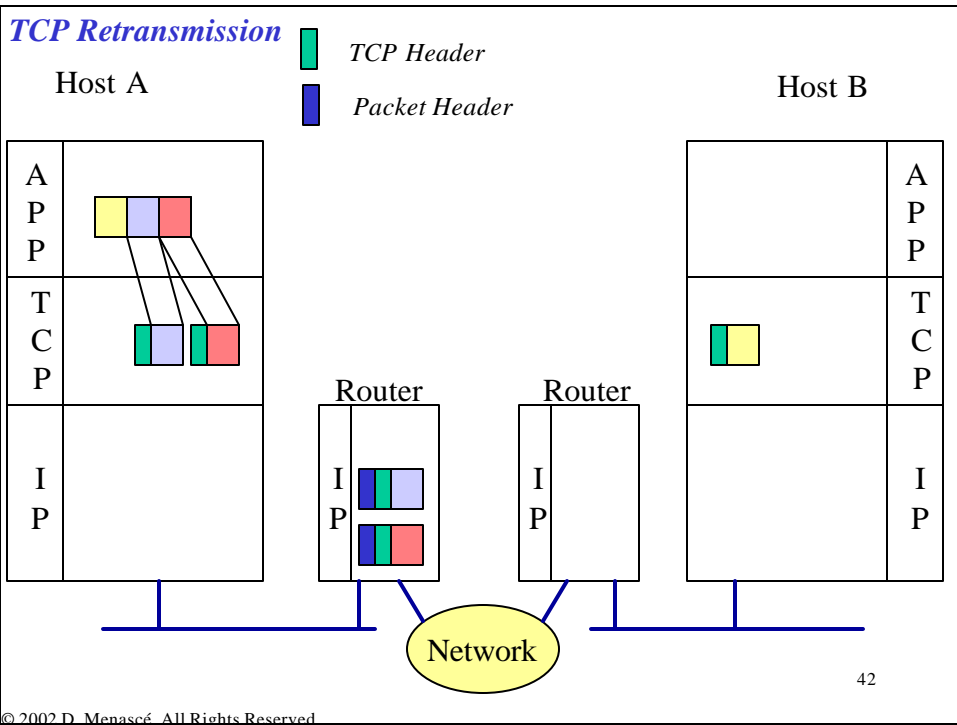 TCP Retransmission
TCP Header
Packet Header
Host A
Host B
A
P
P
T
C
P
I
P
Router
I
P
Router
I
P
A
P
P
T
C
P
I
P
Network
42
© 2002 D. Menascé. All Rights Reserved